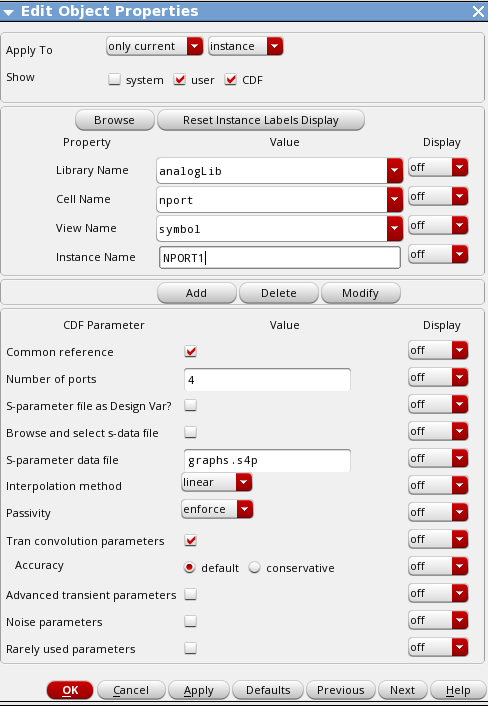 Edit Object Properties
Apply To only current instance
Show system user CDF
Browse Reset Instance Labels Display
Property Value Display
Library Name analogLib off
Cell Name nport off
View Name symbol off
Instance Name NPORT1 off
Add Delete Modify
CDF Parameter Value Display
Common reference off
Number of ports 4 off
S-parameter file as Design Var? off
Browse and select s-data file off
S-parameter data file graphs.s4p off
Interpolation method linear off
Passivity enforce off
Tran convolution parameters off
Accuracy default conservative off
Advanced transient parameters off
Noise parameters off
Rarely used parameters off
OK Cancel Apply Defaults Previous Next Help